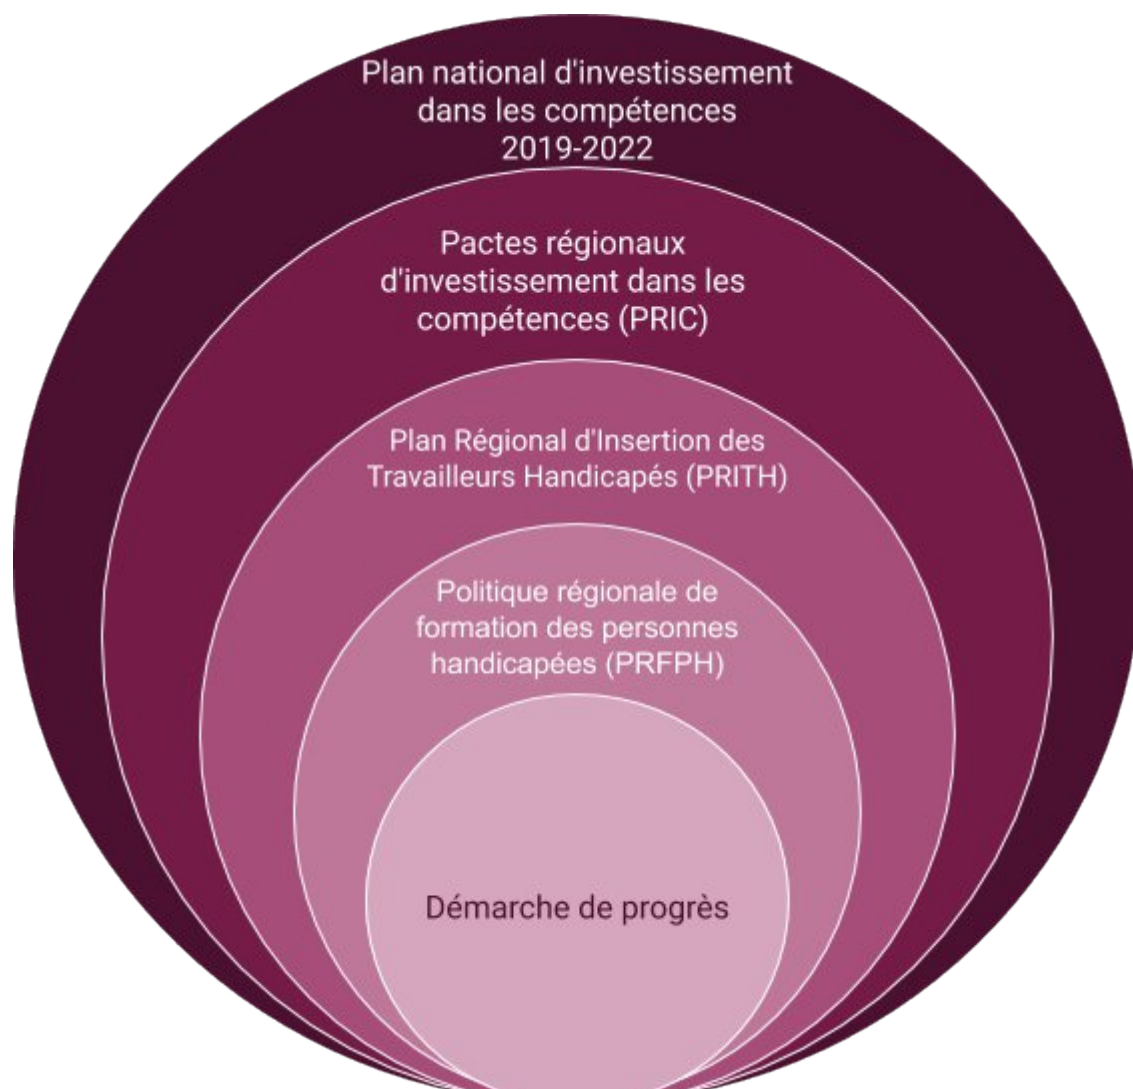 Plan national d'investissement
dans les compétences
2019-2022
Pactes régionaux
d'investissement dans les
compétences (PRIC)
Plan Régional d'Insertion des
Travailleurs Handicapés (PRITH)
Politique régionale de
formation des personnes
handicapées (PRFPH)
Démarche de progrès